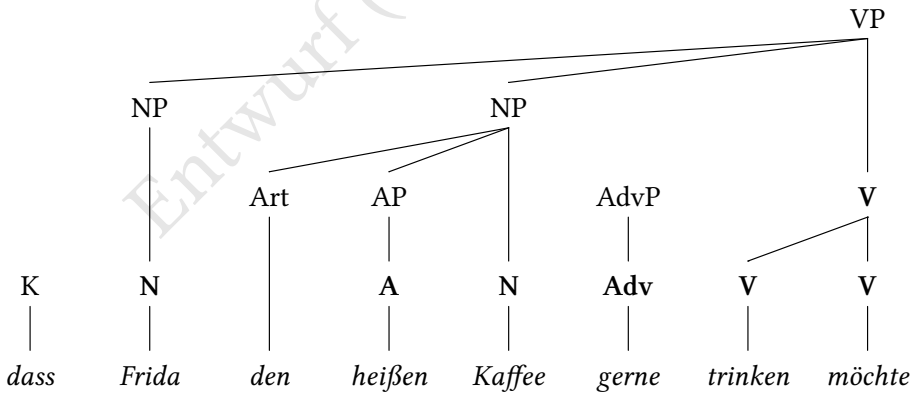 Entwurf (
VP
NP NP
Art AP AdvP V
K N A N Adv V V
dass Frida den heißen Kaffee gerne trinken möchte